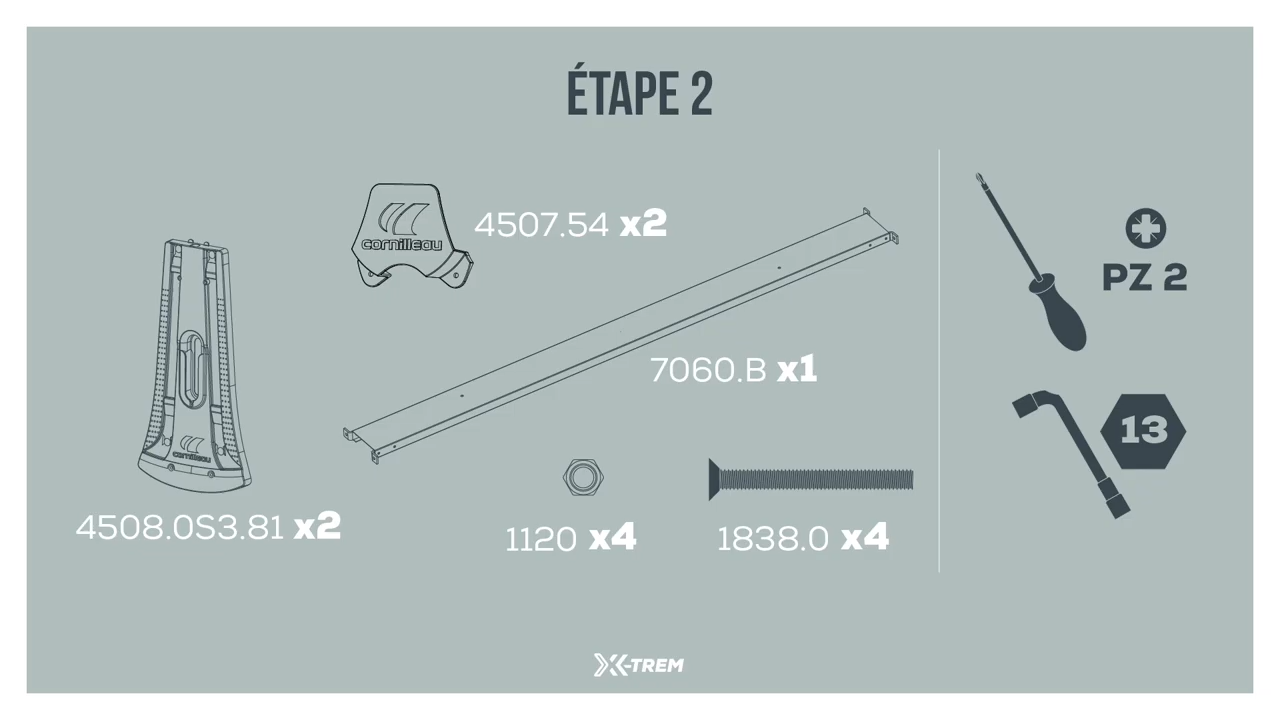 ÉTAPE 2
cornilleau
4507.54 x2
PZ 2
7060.B x1
13
cornilleau
4508.0S3.81 x2
1120 x4
1838.0 x4
X-TREM